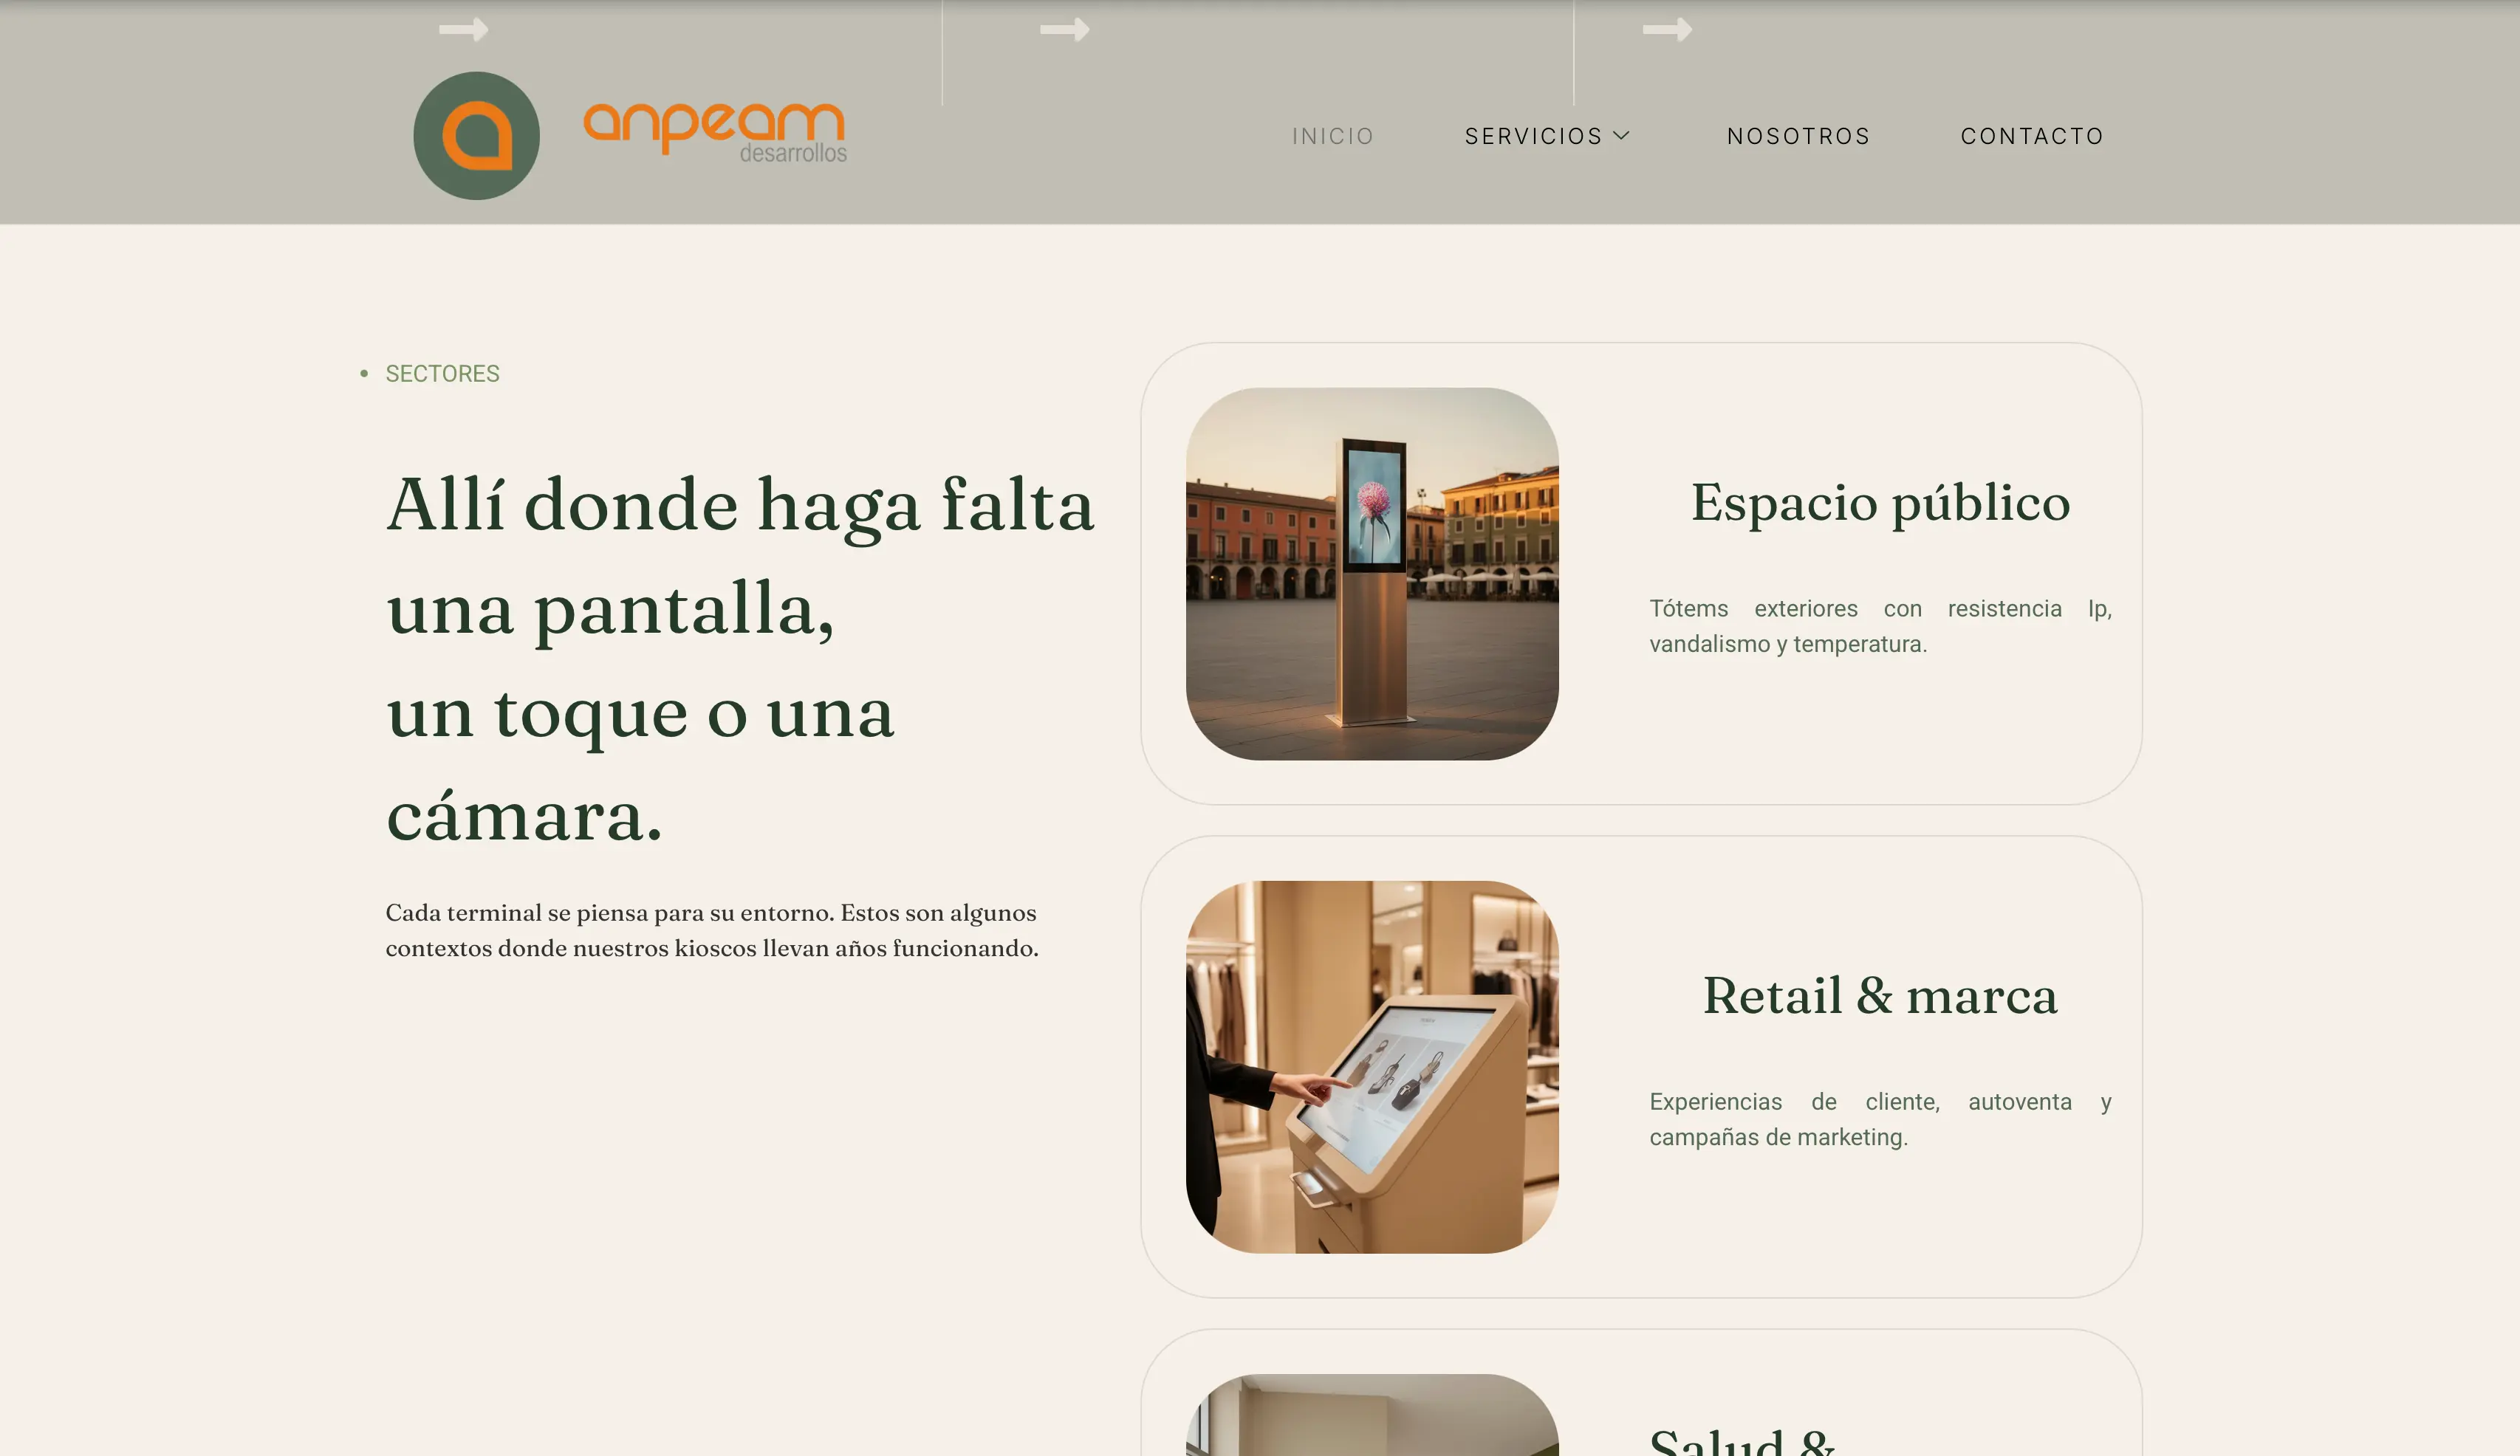 anpeam
desarrollos
INICIO
SERVICIOS
NOSOTROS
CONTACTO
• SECTORES
Allí donde haga falta
una pantalla,
un toque o una
cámara.
Cada terminal se piensa para su entorno. Estos son algunos
contextos donde nuestros kioscos llevan años funcionando.
Espacio público
Tótems exteriores con resistencia Ip,
vandalismo y temperatura.
Retail & marca
Experiencias de cliente, autoventa y
campañas de marketing.
Salud &